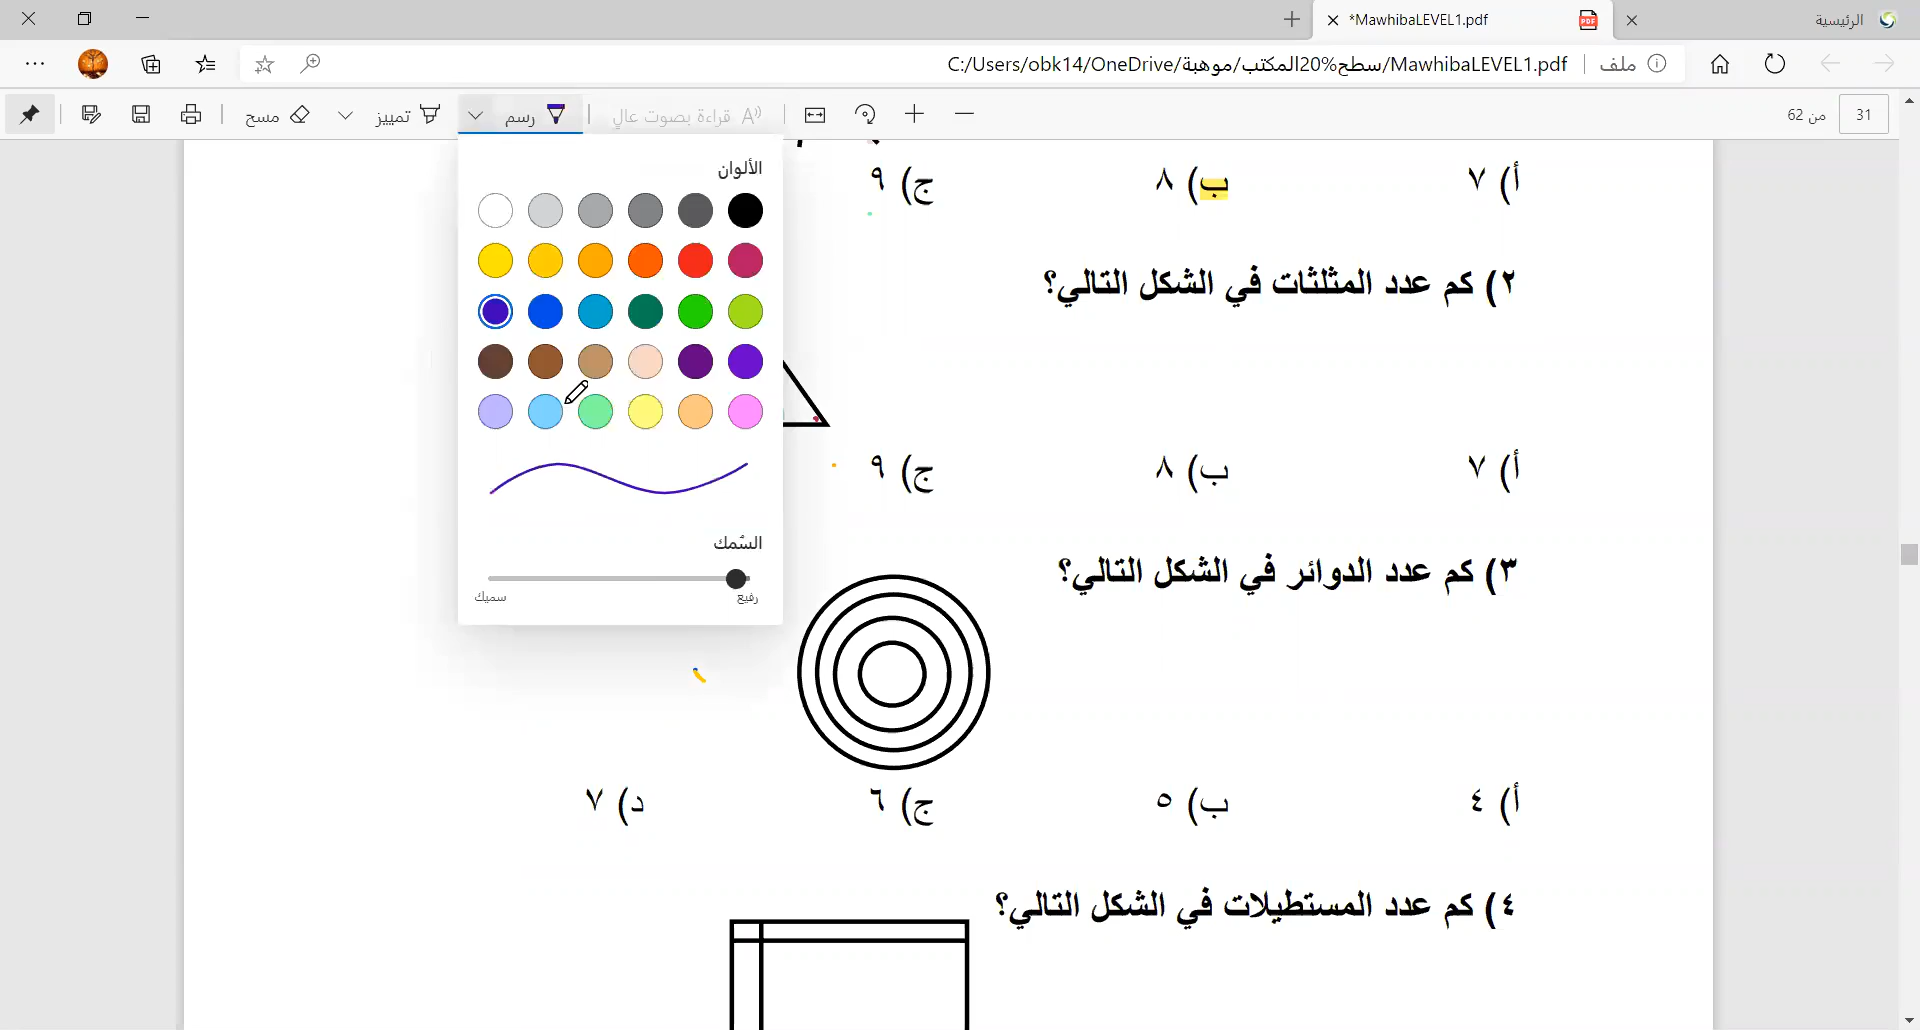 الرئيسية
*MawhibaLEVEL1.pdf
ملف C:/Users/obk14/OneDrive/سطح%20المكتب/موهبة/MawhibaLEVEL1.pdf
31 من 62 قراءة بصوت عالٍ رسم تمييز مسح
الألوان
السُمك
رفيع سميك
أ) ٧ ب) ٨ ج) ٩
٢) كم عدد المثلثات في الشكل التالي؟
أ) ٧ ب) ٨ ج) ٩
٣) كم عدد الدوائر في الشكل التالي؟
أ) ٤ ب) ٥ ج) ٦ د) ٧
٤) كم عدد المستطيلات في الشكل التالي؟